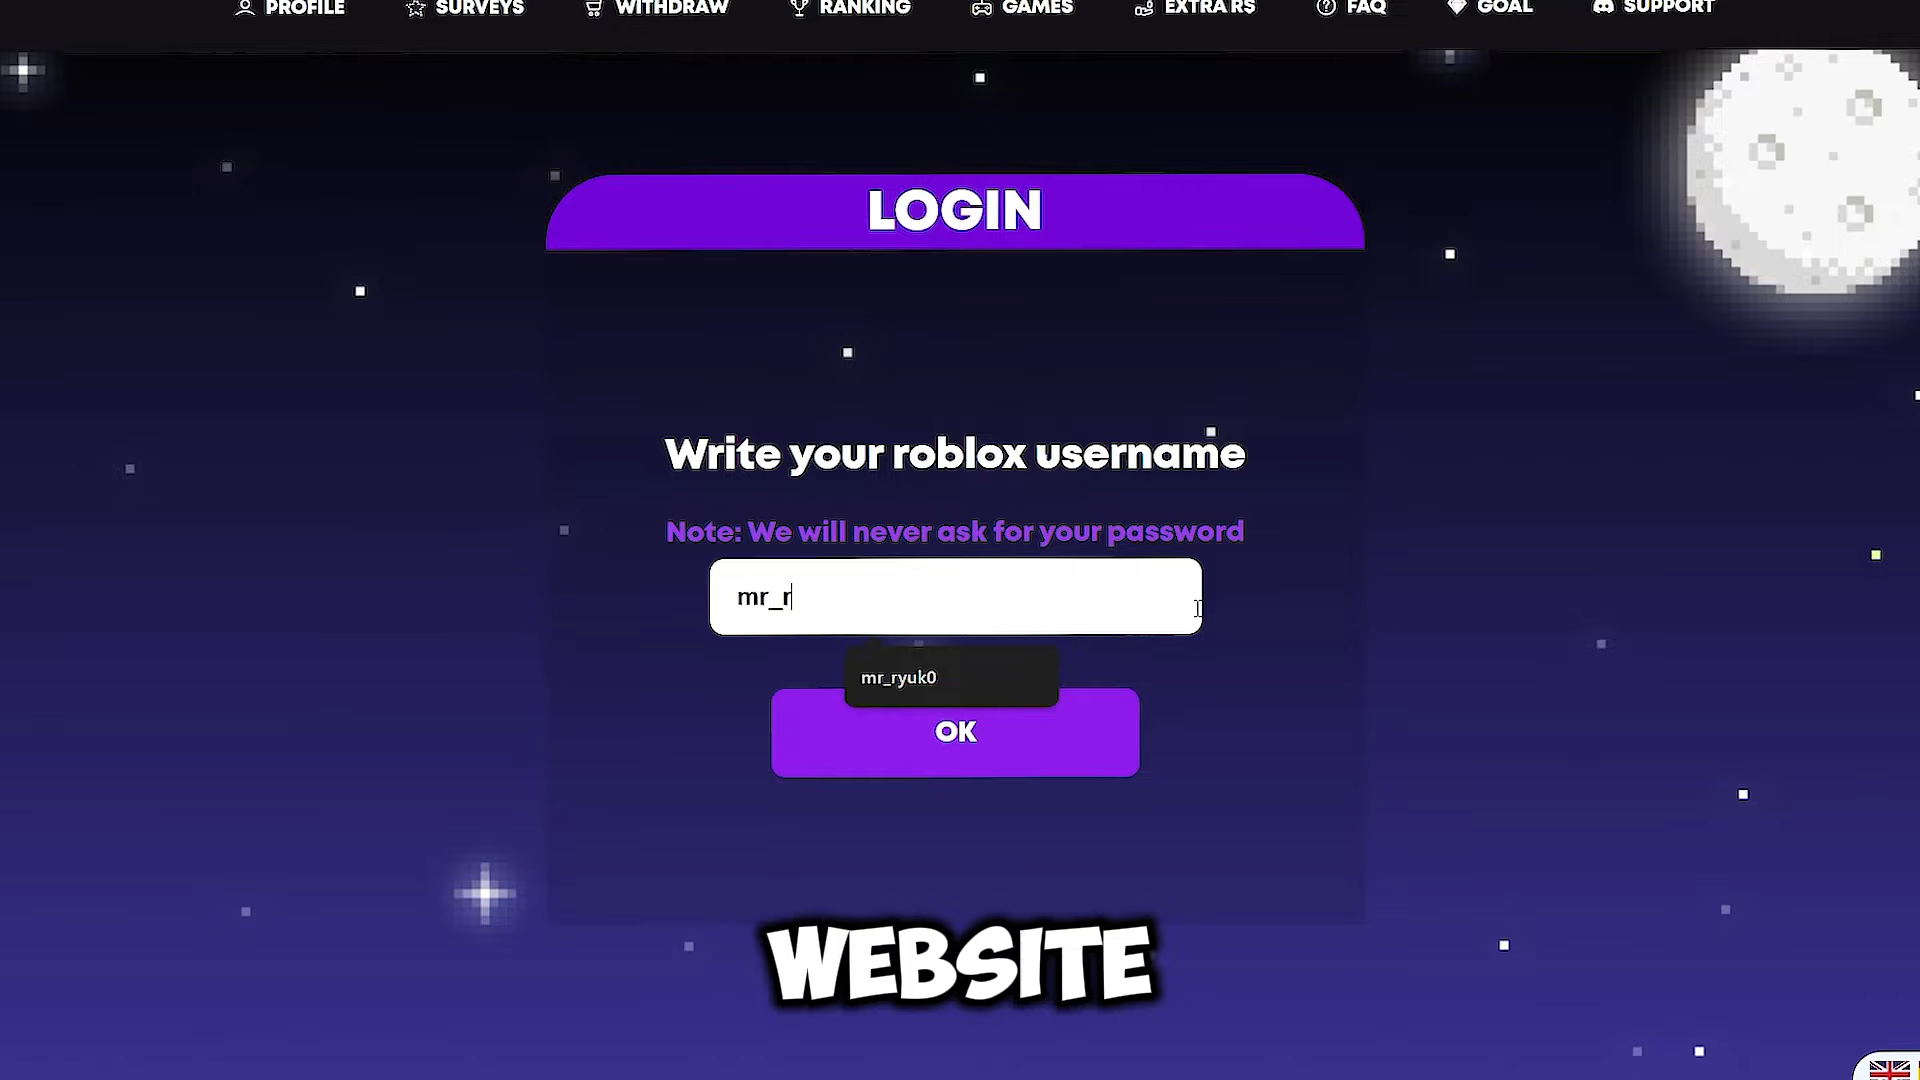 PROFILE SURVEYS WITHDRAW RANKING GAMES EXTRA R$ FAQ GOAL SUPPORT
LOGIN
Write your roblox username
Note: We will never ask for your password
mr_r
mr_ryuk0
OK
WEBSITE